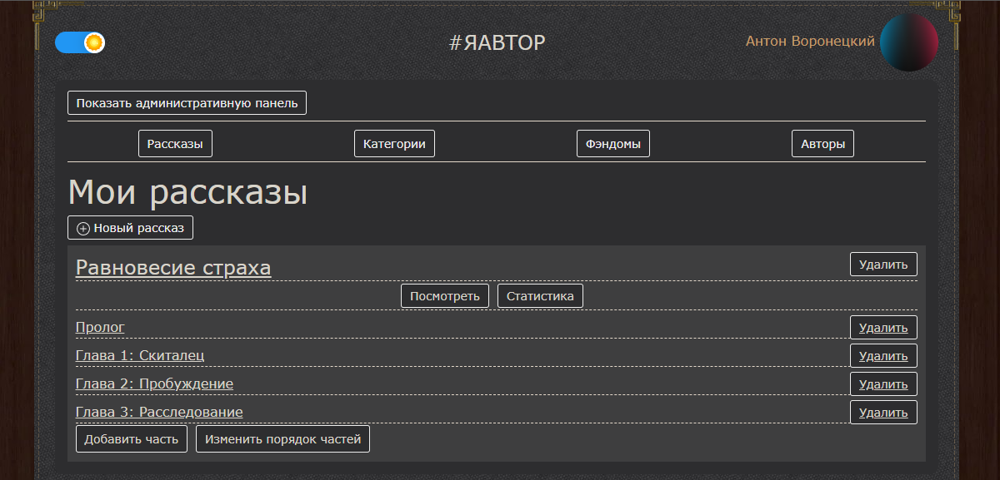 #ЯАВТОР
Антон Воронецкий
Показать административную панель
Рассказы Категории Фэндомы Авторы
Мои рассказы
Новый рассказ
Равновесие страха Удалить
Посмотреть Статистика
Пролог Удалить
Глава 1: Скиталец Удалить
Глава 2: Пробуждение Удалить
Глава 3: Расследование Удалить
Добавить часть Изменить порядок частей